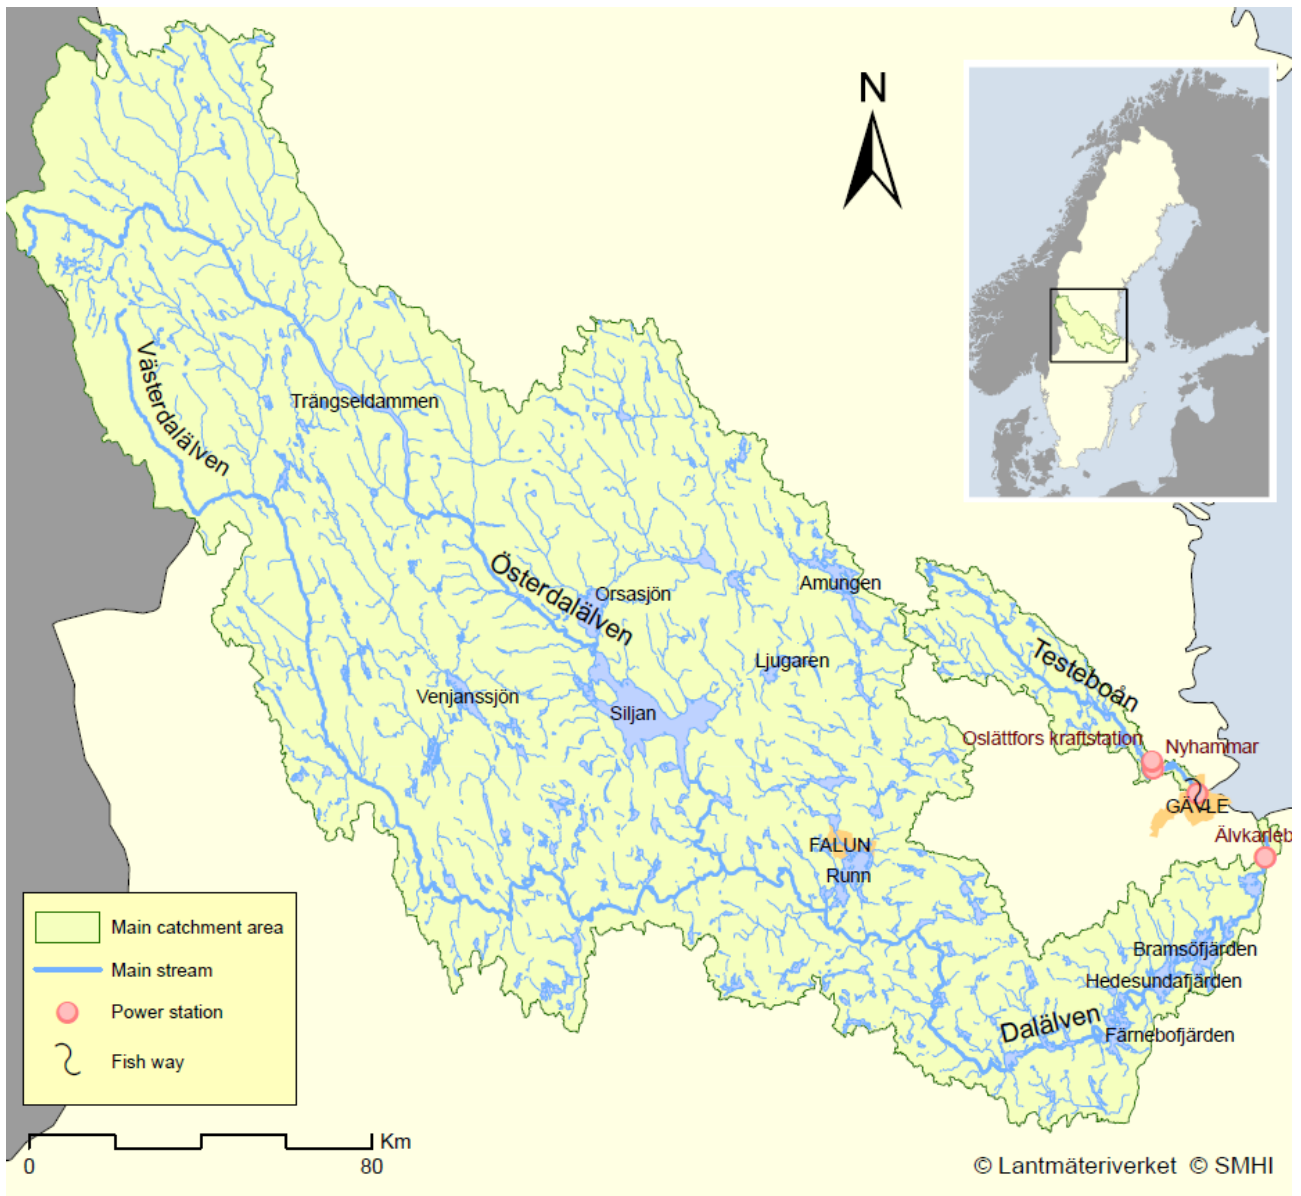 N
Västerdalälven
Trängseldammen
Österdalälven
Orsasjön
Amungen
Ljugaren
Testeboån
Venjanssjön
Siljan
Oslättfors kraftstation
Nyhammar
GÄVLE
FALUN
Älvkarleb
Runn
Bramsöfjärden
Hedesundafjärden
Dalälven
Färnebofjärden
Main catchment area
Main stream
Power station
Fish way
Km
0
80
© Lantmäteriverket © SMHI